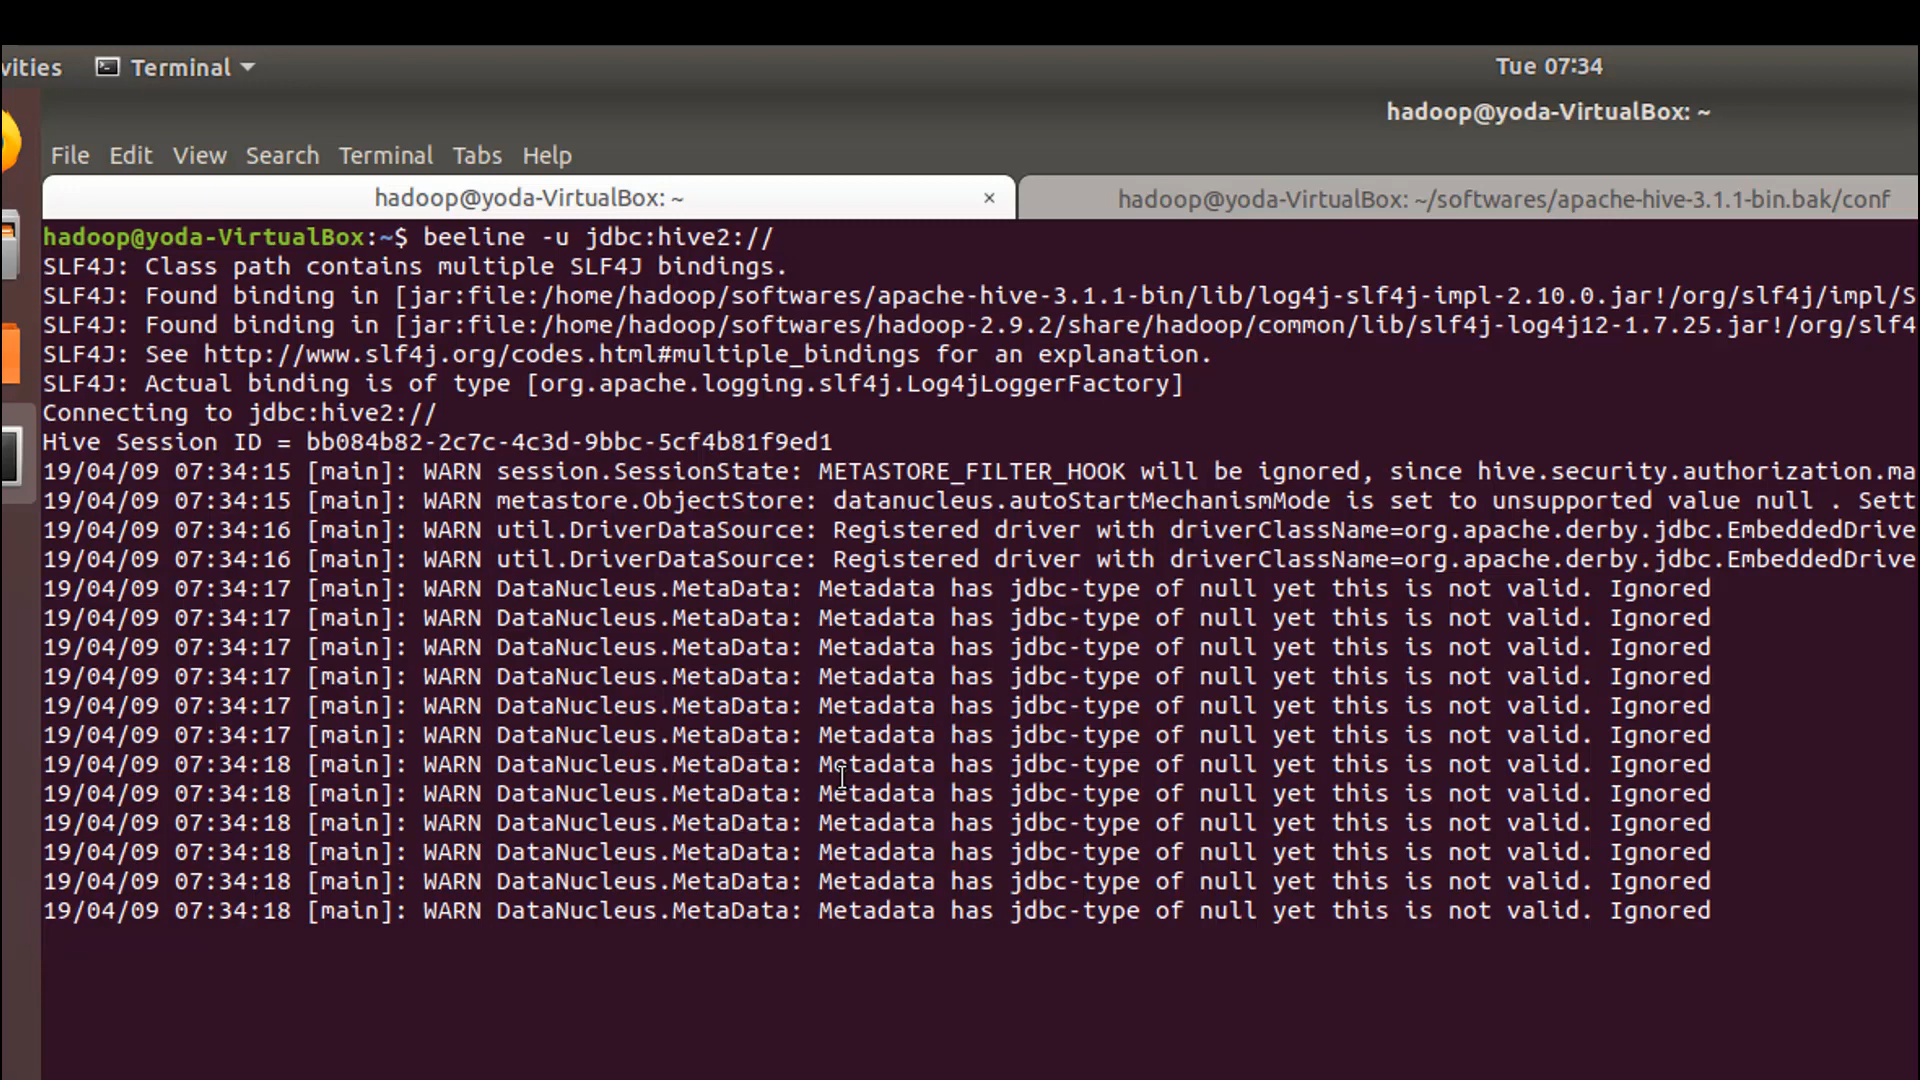 vities Terminal Tue 07:34
hadoop@yoda-VirtualBox: ~
File Edit View Search Terminal Tabs Help
hadoop@yoda-VirtualBox: ~ × hadoop@yoda-VirtualBox: ~/softwares/apache-hive-3.1.1-bin.bak/conf
hadoop@yoda-VirtualBox:~$ beeline -u jdbc:hive2://
SLF4J: Class path contains multiple SLF4J bindings.
SLF4J: Found binding in [jar:file:/home/hadoop/softwares/apache-hive-3.1.1-bin/lib/log4j-slf4j-impl-2.10.0.jar!/org/slf4j/impl/S
SLF4J: Found binding in [jar:file:/home/hadoop/softwares/hadoop-2.9.2/share/hadoop/common/lib/slf4j-log4j12-1.7.25.jar!/org/slf4
SLF4J: See http://www.slf4j.org/codes.html#multiple_bindings for an explanation.
SLF4J: Actual binding is of type [org.apache.logging.slf4j.Log4jLoggerFactory]
Connecting to jdbc:hive2://
Hive Session ID = bb084b82-2c7c-4c3d-9bbc-5cf4b81f9ed1
19/04/09 07:34:15 [main]: WARN session.SessionState: METASTORE_FILTER_HOOK will be ignored, since hive.security.authorization.ma
19/04/09 07:34:15 [main]: WARN metastore.ObjectStore: datanucleus.autoStartMechanismMode is set to unsupported value null . Sett
19/04/09 07:34:16 [main]: WARN util.DriverDataSource: Registered driver with driverClassName=org.apache.derby.jdbc.EmbeddedDrive
19/04/09 07:34:16 [main]: WARN util.DriverDataSource: Registered driver with driverClassName=org.apache.derby.jdbc.EmbeddedDrive
19/04/09 07:34:17 [main]: WARN DataNucleus.MetaData: Metadata has jdbc-type of null yet this is not valid. Ignored
19/04/09 07:34:17 [main]: WARN DataNucleus.MetaData: Metadata has jdbc-type of null yet this is not valid. Ignored
19/04/09 07:34:17 [main]: WARN DataNucleus.MetaData: Metadata has jdbc-type of null yet this is not valid. Ignored
19/04/09 07:34:17 [main]: WARN DataNucleus.MetaData: Metadata has jdbc-type of null yet this is not valid. Ignored
19/04/09 07:34:17 [main]: WARN DataNucleus.MetaData: Metadata has jdbc-type of null yet this is not valid. Ignored
19/04/09 07:34:17 [main]: WARN DataNucleus.MetaData: Metadata has jdbc-type of null yet this is not valid. Ignored
19/04/09 07:34:18 [main]: WARN DataNucleus.MetaData: Metadata has jdbc-type of null yet this is not valid. Ignored
19/04/09 07:34:18 [main]: WARN DataNucleus.MetaData: Metadata has jdbc-type of null yet this is not valid. Ignored
19/04/09 07:34:18 [main]: WARN DataNucleus.MetaData: Metadata has jdbc-type of null yet this is not valid. Ignored
19/04/09 07:34:18 [main]: WARN DataNucleus.MetaData: Metadata has jdbc-type of null yet this is not valid. Ignored
19/04/09 07:34:18 [main]: WARN DataNucleus.MetaData: Metadata has jdbc-type of null yet this is not valid. Ignored
19/04/09 07:34:18 [main]: WARN DataNucleus.MetaData: Metadata has jdbc-type of null yet this is not valid. Ignored